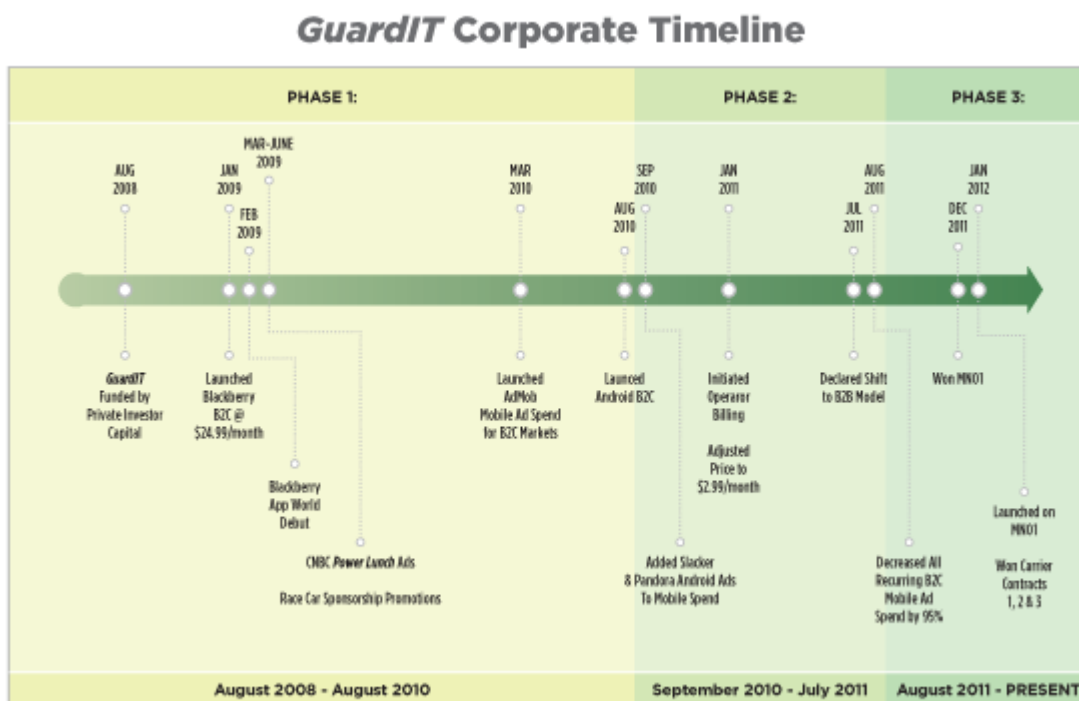 GuardIT Corporate Timeline
PHASE 1:
PHASE 2:
PHASE 3:
AUG
2008
JAN
2009
FEB
2009
MAR-JUNE
2009
MAR
2010
AUG
2010
SEP
2010
JAN
2011
JUL
2011
AUG
2011
DEC
2011
JAN
2012
GuardIT
Funded by
Private Investor
Capital
Launched
Blackberry
B2C @
$24.99/month
Blackberry
App World
Debut
CNBC Power Lunch Ads
Race Car Sponsorship Promotions
Launched
AdMob
Mobile Ad Spend
for B2C Markets
Launced
Android B2C
Added Slacker
& Pandora Android Ads
To Mobile Spend
Initiated
Operaror
Billing
Adjusted
Price to
$2.99/month
Declared Shift
to B2B Model
Decreased All
Recurring B2C
Mobile Ad
Spend by 95%
Won MNO1
Launched on
MNO1
Won Carrier
Contracts
1, 2 & 3
August 2008 - August 2010
September 2010 - July 2011
August 2011 - PRESENT